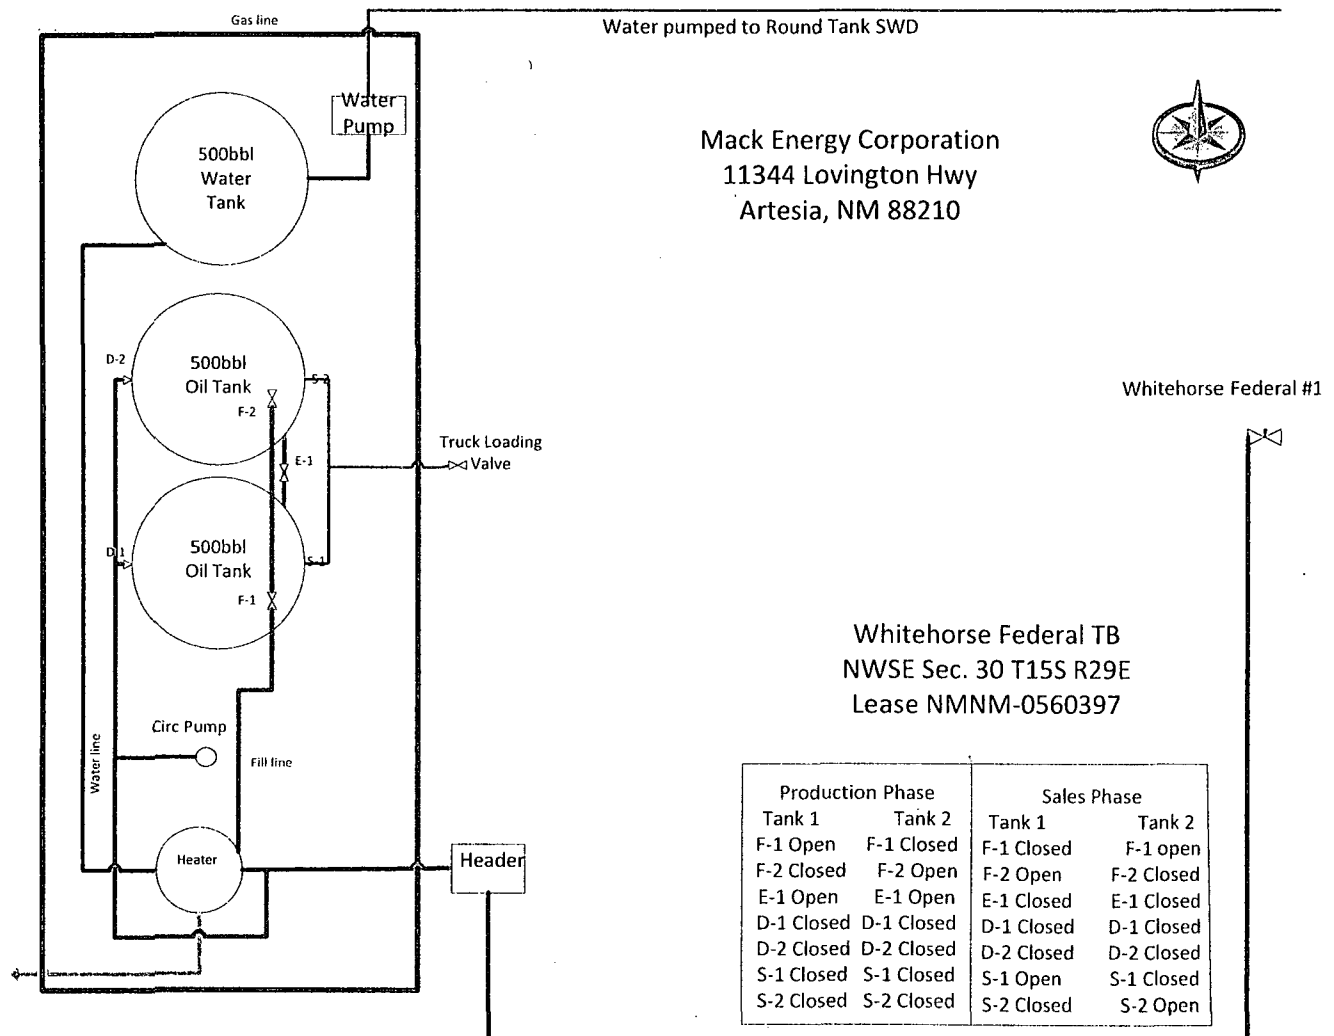 Gas line
Water pumped to Round Tank SWD
Water
Pump
500bbl
Water
Tank
Mack Energy Corporation
11344 Lovington Hwy
Artesia, NM 88210
D-2
500bbl
Oil Tank
S-2
F-2
Whitehorse Federal #1
Truck Loading
Valve
E-1
D-1
500bbl
Oil Tank
S-1
F-1
Whitehorse Federal TB
NWSE Sec. 30 T15S R29E
Lease NMNM-0560397
Circ Pump
Water line
Fill line
Heater
Header
Production Phase Sales Phase
Tank 1 Tank 2 Tank 1 Tank 2
F-1 Open F-1 Closed F-1 Closed F-1 open
F-2 Closed F-2 Open F-2 Open F-2 Closed
E-1 Open E-1 Open E-1 Closed E-1 Closed
D-1 Closed D-1 Closed D-1 Closed D-1 Closed
D-2 Closed D-2 Closed D-2 Closed D-2 Closed
S-1 Closed S-1 Closed S-1 Open S-1 Closed
S-2 Closed S-2 Closed S-2 Closed S-2 Open